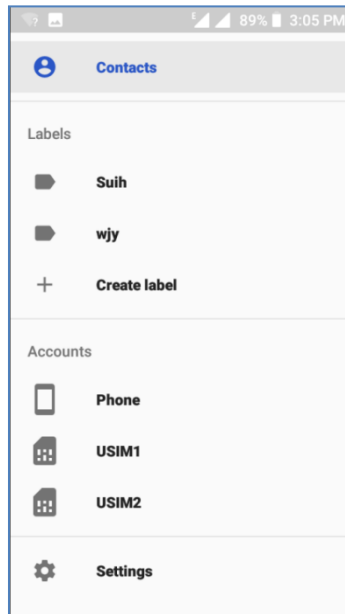 E 89% 3:05 PM
Contacts
Labels
Suih
wjy
Create label
Accounts
Phone
USIM1
USIM2
Settings